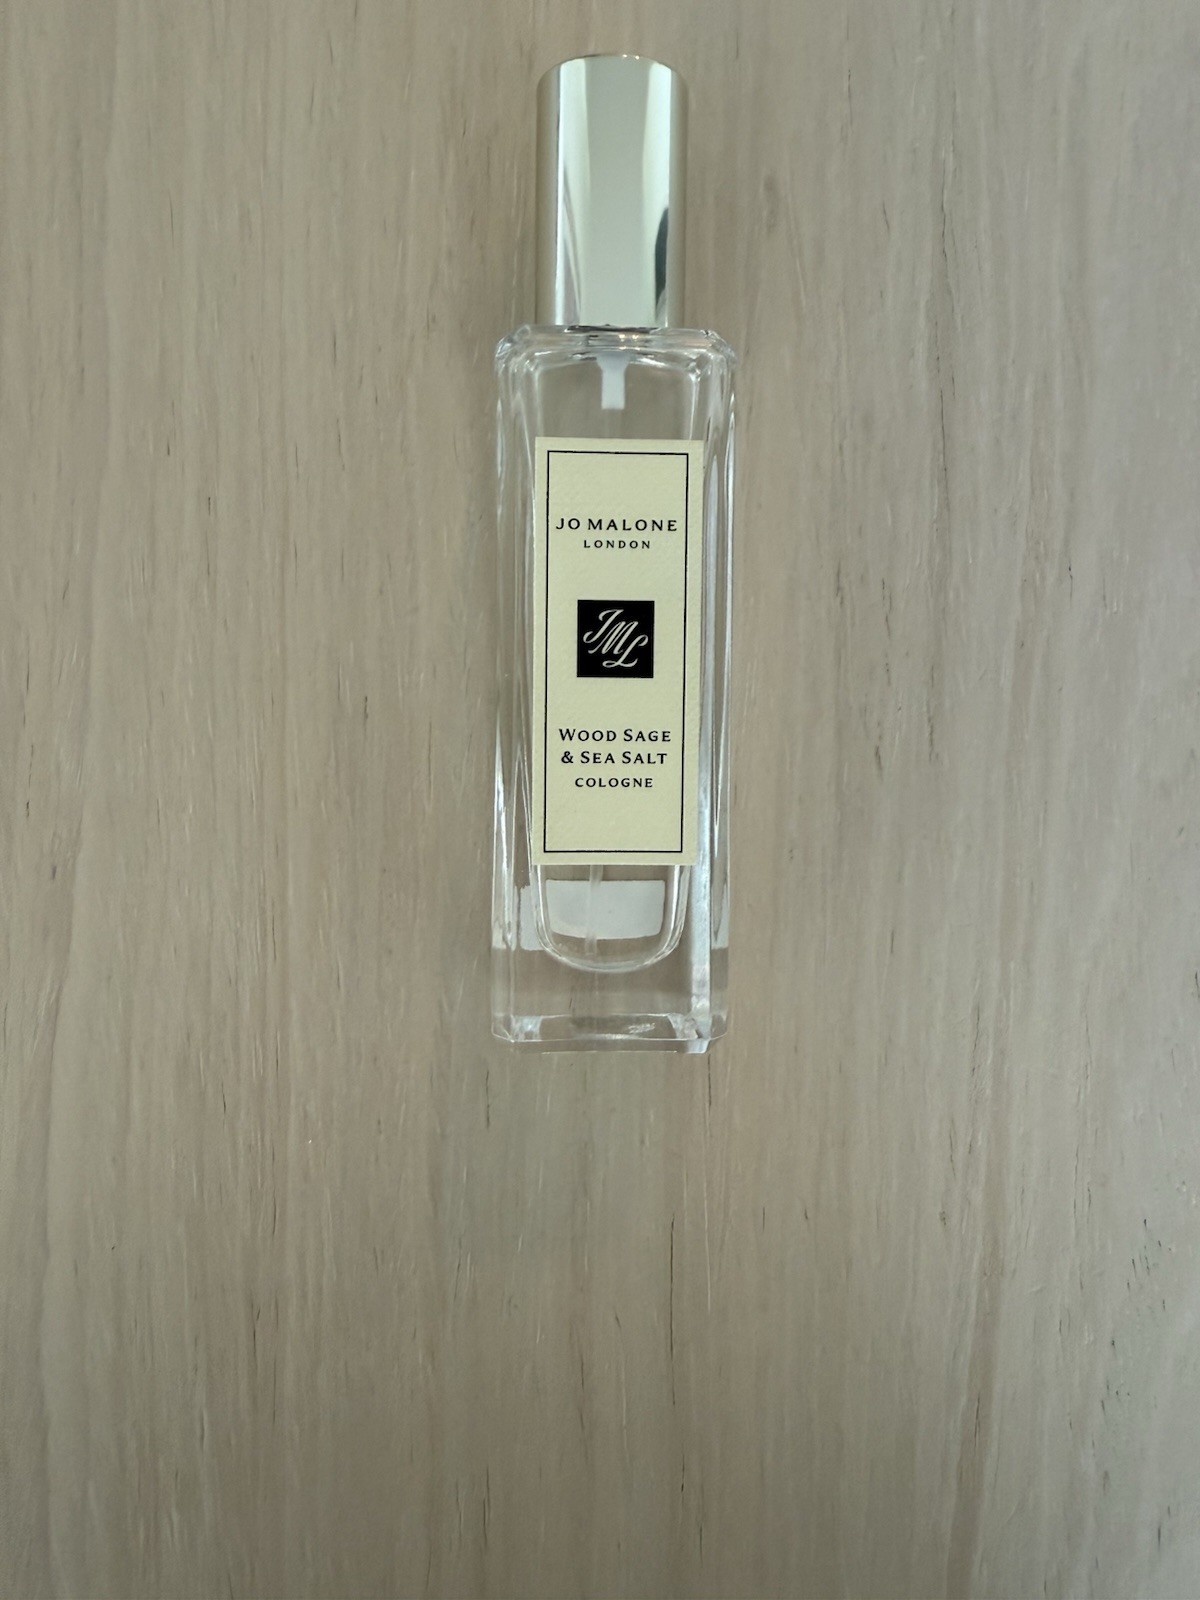 JO MALONE
LONDON
JML
WOOD SAGE
& SEA SALT
COLOGNE